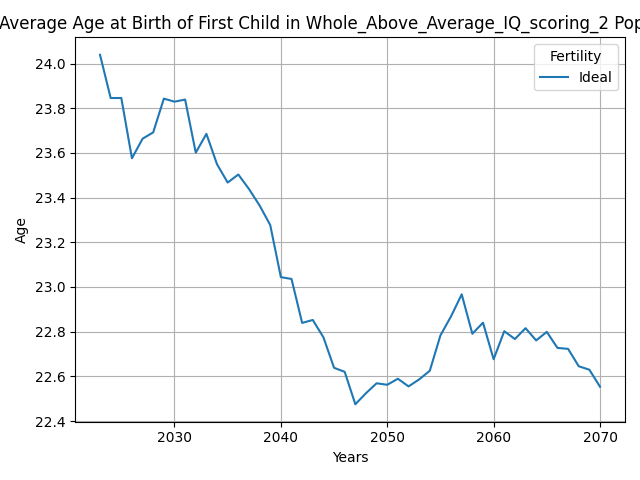 Average Age at Birth of First Child in Whole_Above_Average_IQ_scoring_2 Pop
Fertility
Ideal
24.0
23.8
23.6
23.4
23.2
23.0
22.8
22.6
22.4
Age
2030 2040 2050 2060 2070
Years